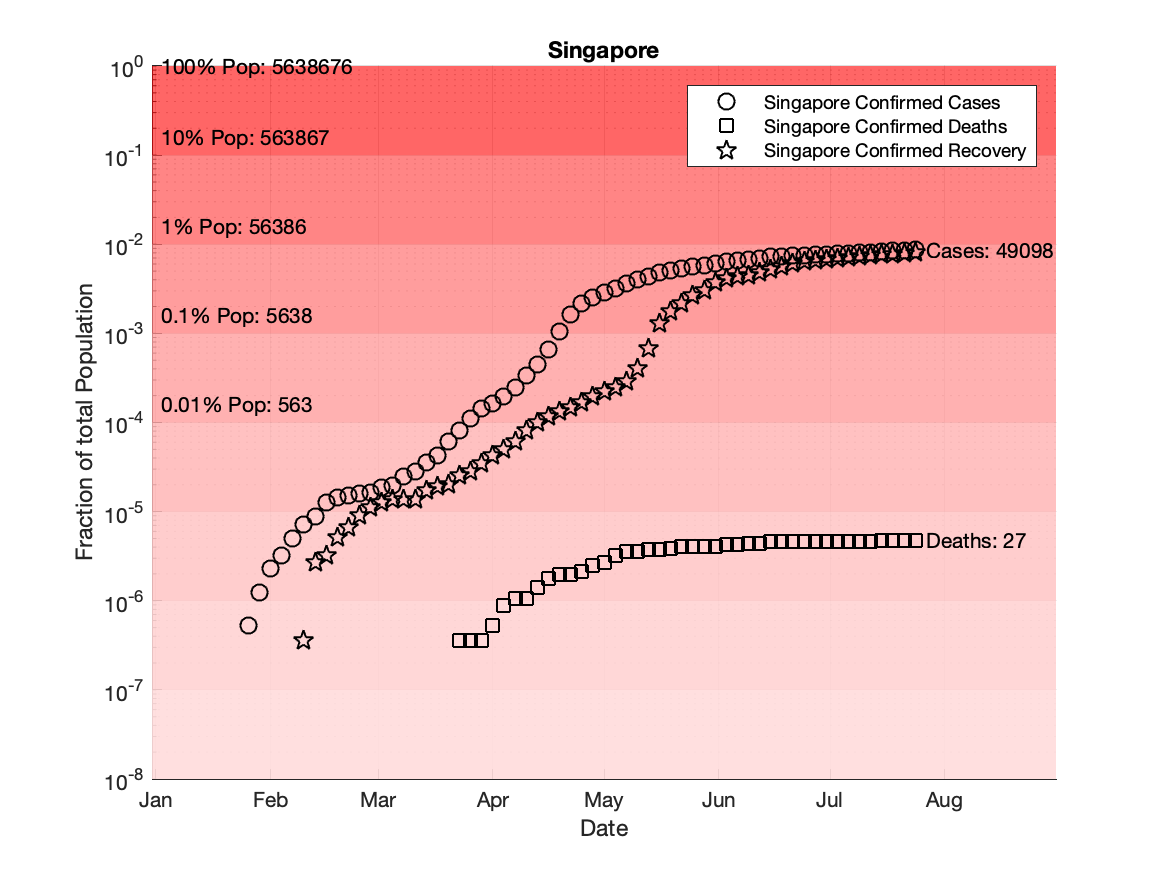 Singapore
10^0
100% Pop: 5638676
Singapore Confirmed Cases
Singapore Confirmed Deaths
Singapore Confirmed Recovery
10% Pop: 563867
10^-1
1% Pop: 56386
10^-2
Cases: 49098
0.1% Pop: 5638
10^-3
0.01% Pop: 563
10^-4
10^-5
Deaths: 27
10^-6
10^-7
10^-8
Fraction of total Population
Jan Feb Mar Apr May Jun Jul Aug
Date